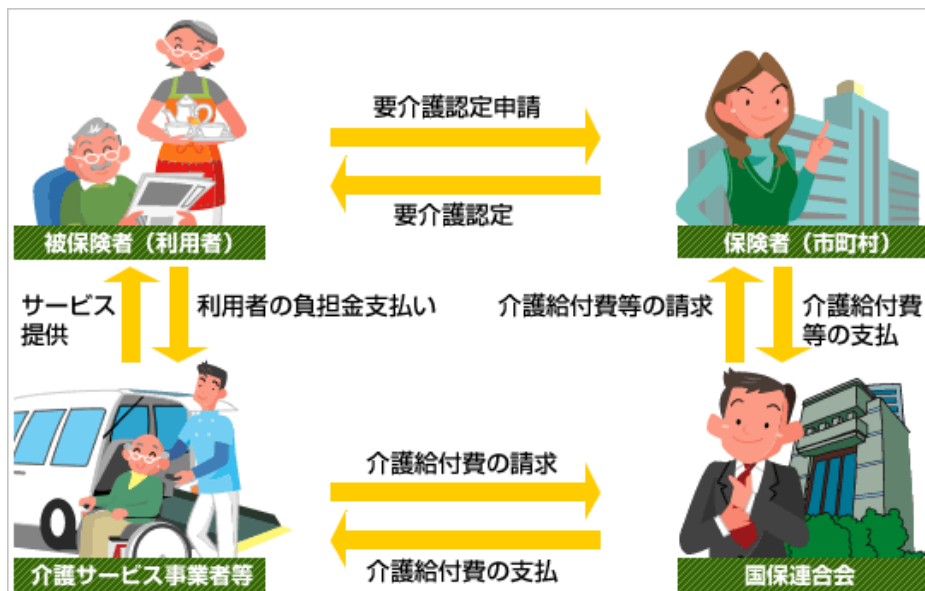 要介護認定申請
要介護認定
被保険者（利用者）
保険者（市町村）
サービス
提供
利用者の負担金支払い
介護給付費等の請求
介護給付費
等の支払
介護給付費の請求
介護給付費の支払
介護サービス事業者等
国保連合会